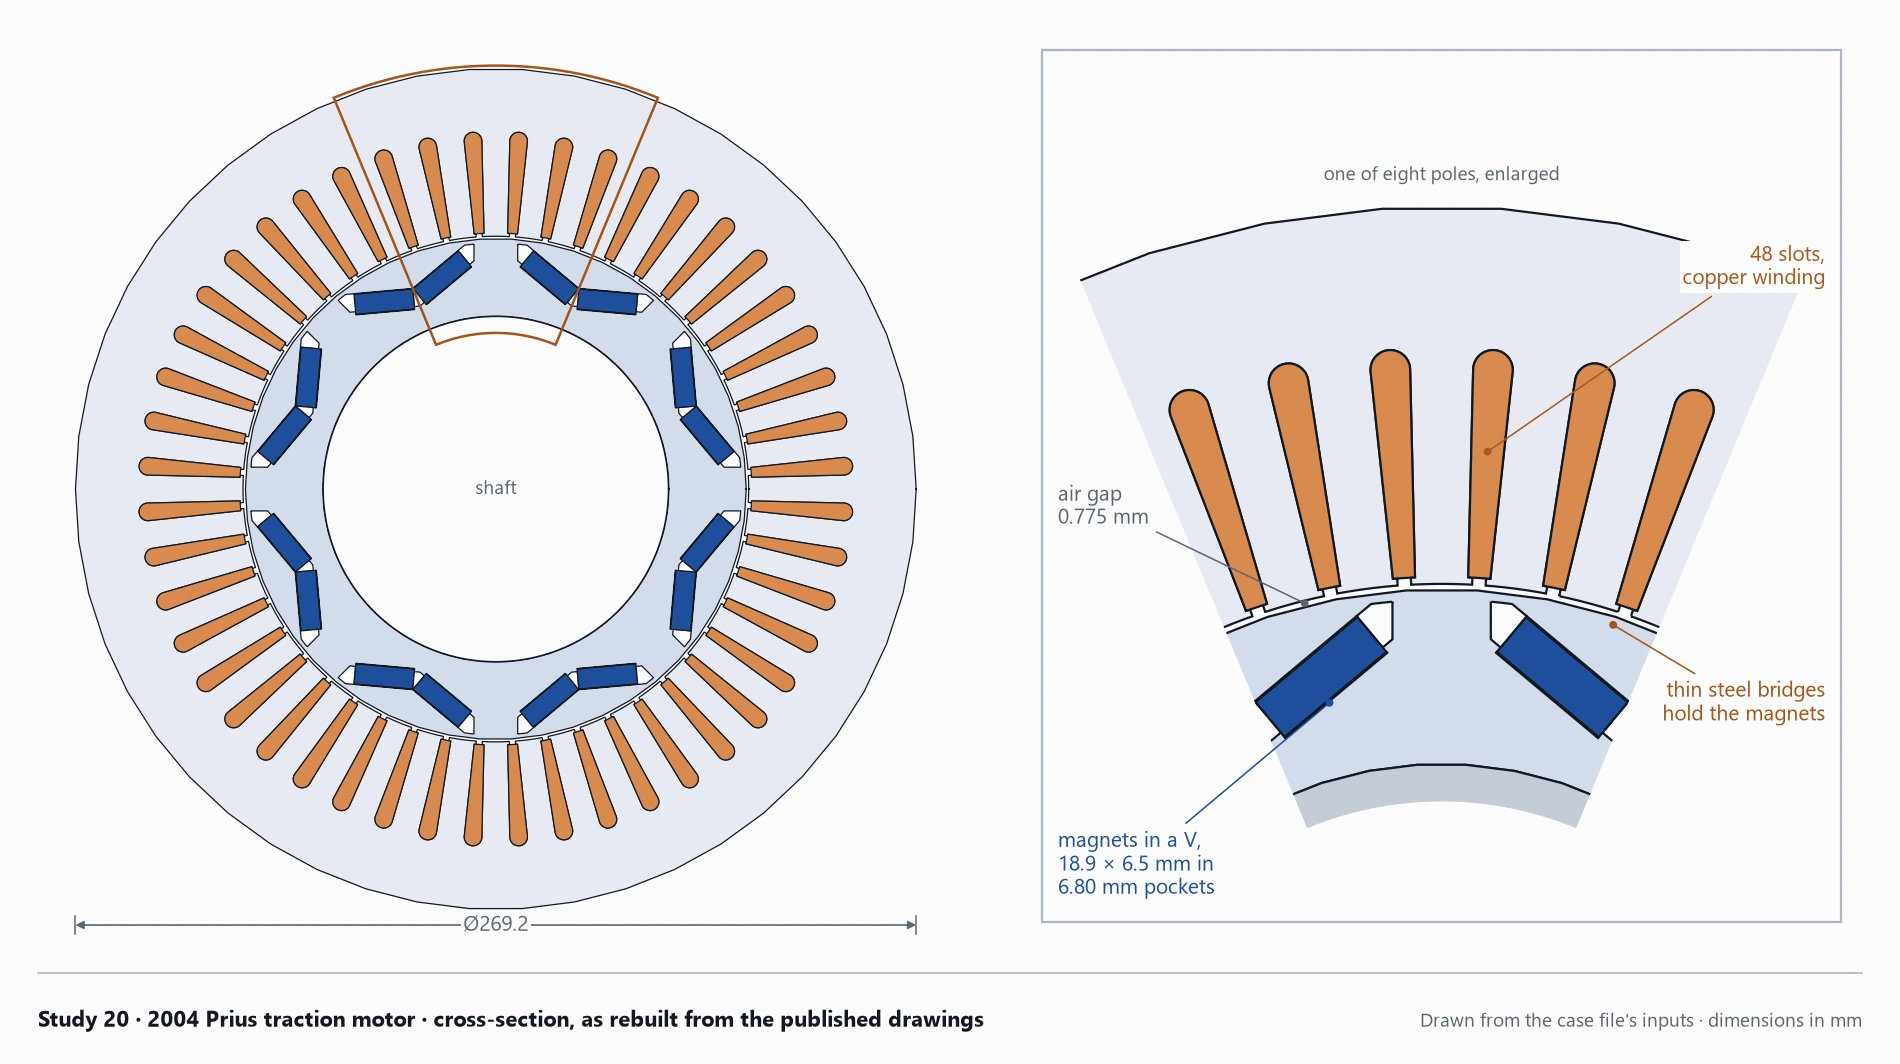 one of eight poles, enlarged
48 slots,
copper winding
air gap
0.775 mm
shaft
thin steel bridges
hold the magnets
magnets in a V,
18.9 × 6.5 mm in
6.80 mm pockets
Ø269.2
Study 20 · 2004 Prius traction motor · cross-section, as rebuilt from the published drawings
Drawn from the case file's inputs · dimensions in mm